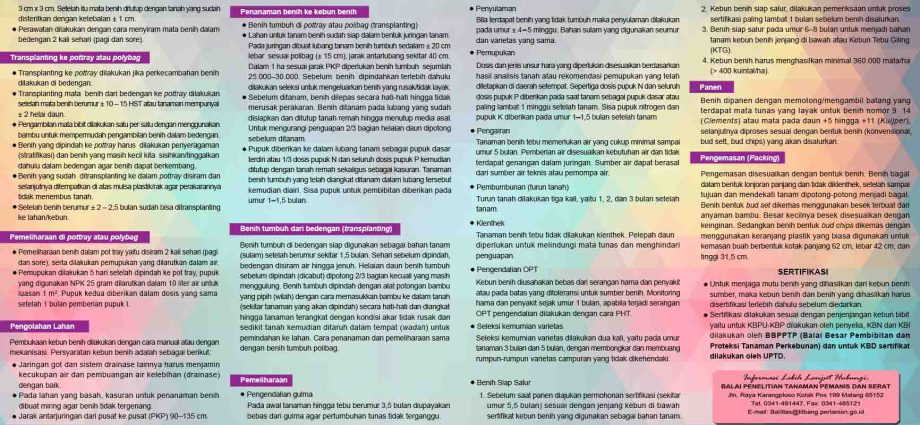 3 cm x 3 cm. Setelah itu mata benih ditutup dengan tanah yang sudah
disterilkan dengan ketebalan ± 1 cm.
● Perawatan dilakukan dengan cara menyiram mata benih dalam
bedengan 2 kali sehari (pagi dan sore).
Transplanting ke pottray atau polybag
● Transplanting ke pottray dilakukan jika perkecambahan benih
dilakukan di bedengan.
● Transplanting mata benih dari bedengan ke pottray dilakukan
setelah mata benih berumur ± 10 – 15 HST atau tanaman mempunyai
± 2 helai daun.
● Pengambilan mata bibit dilakukan satu per satu dengan menggunakan
bambu untuk mempermudah pengambilan benih dalam bedengan.
● Benih yang dipindah ke pottray harus dilakukan penyeragaman
(stratifikasi) dan benih yang masih kecil kita sisihkan/tinggalkan
dahulu dalam bedengan agar benih dapat berkembang.
● Benih yang sudah ditransplanting ke dalam pottray disiram dan
selanjutnya ditempatkan di atas mulsa plastik/rak agar perakarannya
tidak menembus tanah.
● Setelah benih berumur ± 2 – 2,5 bulan sudah bisa ditransplanting
ke lahan/kebun.
Pemeliharaan di pottray atau polybag
● Pemeliharaan benih dalam pot tray yaitu disiram 2 kali sehari (pagi
dan sore), serta dilakukan pemupukan yang dilarutkan dalam air.
● Pemupukan dilakukan 5 hari setelah dipindah ke pot tray, pupuk
yang digunakan NPK 25 gram dilarutkan dalam 10 liter air untuk
luasan 1 m². Pupuk kedua diberikan dalam dosis yang sama
setelah 1 bulan pemberian pupuk I.
Pengolahan Lahan
Pembukaan kebun benih dilakukan dengan cara manual atau dengan
mekanisasi. Persyaratan kebun benih adalah sebagai berikut:
● Jaringan got dan sistem drainase lainnya harus menjamin
kecukupan air dan pembuangan air kelebihan (drainase)
dengan baik.
● Pada lahan yang basah, kasuran untuk penanaman benih
dibuat miring agar benih tidak tergenang.
● Jarak antarjuringan dari pusat ke pusat (PKP) 90–135 cm.
Penanaman benih ke kebun benih
● Benih tumbuh di pottray atau polibag (transplanting)
● Lahan untuk tanam benih sudah siap dalam bentuk juringan tanam.
Pada juringan dibuat lubang tanam benih tumbuh sedalam ± 20 cm
lebar sesuai polibag (± 15 cm), jarak antarlubang sekitar 40 cm.
Dalam 1 ha sesuai jarak PKP diperlukan benih tumbuh sejumlah
25.000–30.000. Sebelum benih dipindahkan terlebih dahulu
dilakukan seleksi untuk mengeluarkan benih yang rusak/tidak layak.
● Sebelum ditanam, benih dilepas secara hati-hati hingga tidak
merusak perakaran. Benih ditanam pada lubang yang sudah
disiapkan dan ditutup tanah remah hingga menutup media asal.
Untuk mengurangi penguapan 2/3 bagian helaian daun dipotong
sebelum ditanam.
● Pupuk diberikan ke dalam lubang tanam sebagai pupuk dasar
terdiri atau 1/3 dosis pupuk N dan seluruh dosis pupuk P kemudian
ditutup dengan tanah remah sekaligus sebagai kasuran. Tanaman
benih tumbuh yang telah diangkat ditanam dalam lubang tersebut
kemudian diairi. Sisa pupuk untuk pembibitan diberikan pada
umur 1–1,5 bulan.
Benih tumbuh dari bedengan (transplanting)
Benih tumbuh di bedengan siap digunakan sebagai bahan tanam
(sulam) setelah berumur sekitar 1,5 bulan. Sehari sebelum dipindah,
bedengan disiram air hingga jenuh. Helaian daun benih tumbuh
sebelum dipindah (dicabut) dipotong 2/3 bagian kecuali yang masih
menggulung. Benih tumbuh dipindah dengan alat potongan bambu
yang pipih (wilah) dengan cara memasukkan bambu ke dalam tanah
(sekitar tanaman yang akan dipindah) secara hati-hati dan diangkat
hingga tanaman terangkat dengan kondisi akar tidak rusak dan
sedikit tanah kemudian ditaruh dalam tempat (wadah) untuk
pemindahan ke lahan. Cara penanaman dan pemeliharaan sama
dengan benih tumbuh polibag.
Pemeliharaan
● Pengendalian gulma
Pada awal tanaman hingga tebu berumur 3,5 bulan diupayakan
bebas dari gulma agar pertumbuhan tunas tidak terganggu.
● Penyulaman
Bila terdapat benih yang tidak tumbuh maka penyulaman dilakukan
pada umur ± 4–5 minggu. Bahan sulam yang digunakan seumur
dan varietas yang sama.
● Pemupukan
Dosis dan jenis unsur hara yang diperlukan disesuaikan berdasarkan
hasil analisis tanah atau rekomendasi pemupukan yang telah
ditetapkan di daerah setempat. Seperiga dosis pupuk N dan seluruh
dosis pupuk P diberikan pada saat tanam sebagai pupuk dasar atau
paling lambat 1 minggu setelah tanam. Sisa pupuk nitrogen dan
pupuk K diberikan pada umur 1–1,5 bulan setelah tanam
● Pengairan
Tanaman benih tebu memerlukan air yang cukup minimal sampai
umur 5 bulan. Pemberian air disesuaikan kebutuhan air dan tidak
terdapat genangan dalam juringan. Sumber air dapat berasal
dari sumber air teknis atau pemompa air.
● Pembumbunan (turun tanah)
Turun tanah dilakukan tiga kali, yaitu 1, 2, dan 3 bulan setelah
tanam.
● Klenthek
Tanaman benih tebu tidak dilakukan klenthek. Pelepah daun
diperlukan untuk melindungi mata tunas dan menghindari
penguapan.
● Pengendalian OPT
Kebun benih diusahakan bebas dari serangan hama dan penyakit
atau pada batas yang ditoleransi untuk sumber benih. Monitoring
hama dan penyakit sejak umur 1 bulan, apabila terjadi serangan
OPT pengendalian dilakukan dengan cara PHT.
● Seleksi kemurnian varietas
Seleksi kemurnian varietas dilakukan dua kali, yaitu pada umur
tanaman 3 bulan dan 5 bulan, dengan membongkar dan membuang
rumpun-rumpun varietas campuran yang tidak dikehendaki.
● Benih Siap Salur
1. Sebelum saat panen diajukan permohonan sertifikasi (sekitar
umur 5,5 bulan) sesuai dengan jenjang kebun di bawah
sertifikat kebun benih yang digunakan sebagai bahan tanam.
2. Kebun benih siap salur, dilakukan pemeriksaan untuk proses
sertifikasi paling lambat 1 bulan sebelum benih disalurkan.
3. Benih siap salur pada umur 6–8 bulan untuk menjadi bahan
tanam kebun benih jenjang di bawah atau Kebun Tebu Giling
(KTG).
4. Kebun benih harus menghasilkan minimal 360.000 mata/ha
(> 400 kuintal/ha).
Panen
Benih dipanen dengan memotong/mengambil batang yang
terdapat mata tunas yang layak untuk benih nomor 9 14
(Clements) atau mata pada daun +5 hingga +11 (Kuijper),
selanjutnya diproses sesuai dengan bentuk benih (konvensional,
bud sett, bud chips) yang akan disalurkan.
Pengemasan (Packing)
Pengemasan disesuaikan dengan bentuk benih. Benih bagal
dalam bentuk lonjoran panjang dan tidak diklenthek, setelah sampai
tujuan dan mendekati tanam dipotong-potong menjadi bagal.
Benih bentuk bud set dikemas menggunakan besek terbuat dari
anyaman bambu. Besar kecilnya besek disesuaikan dengan
keinginan. Sedangkan benih bentuk bud chips dikemas dengan
menggunakan keranjang plastik yang biasa digunakan untuk
kemasan buah berbentuk kotak panjang 62 cm, lebar 42 cm, dan
tinggi 31,5 cm.
SERTIFIKASI
● Untuk menjaga mutu benih yang dihasilkan dari kebun benih
sumber, maka kebun benih dan benih yang dihasilkan harus
disertifikasi terlebih dahulu sebelum diedarkan.
● Sertifikasi dilakukan sesuai dengan penjenjangan kebun bibit
yaitu untuk KBPU-KBP dilakukan oleh penyelia, KBN dan KBI
dilakukan oleh BBPPTP (Balai Besar Pembibitan dan
Proteksi Tanaman Perkebunan) dan untuk KBD sertifikat
dilakukan oleh UPTD.
Informasi Lebih Lanjut Hubungi,
BALAI PENELITIAN TANAMAN PEMANIS DAN SERAT
Jln. Raya Karangploso Kotak Pos 199 Malang 65152
Tel. 0341-491447, Fax. 0341-485121
E-mail: Balittas@litbang.pertanian.go.id